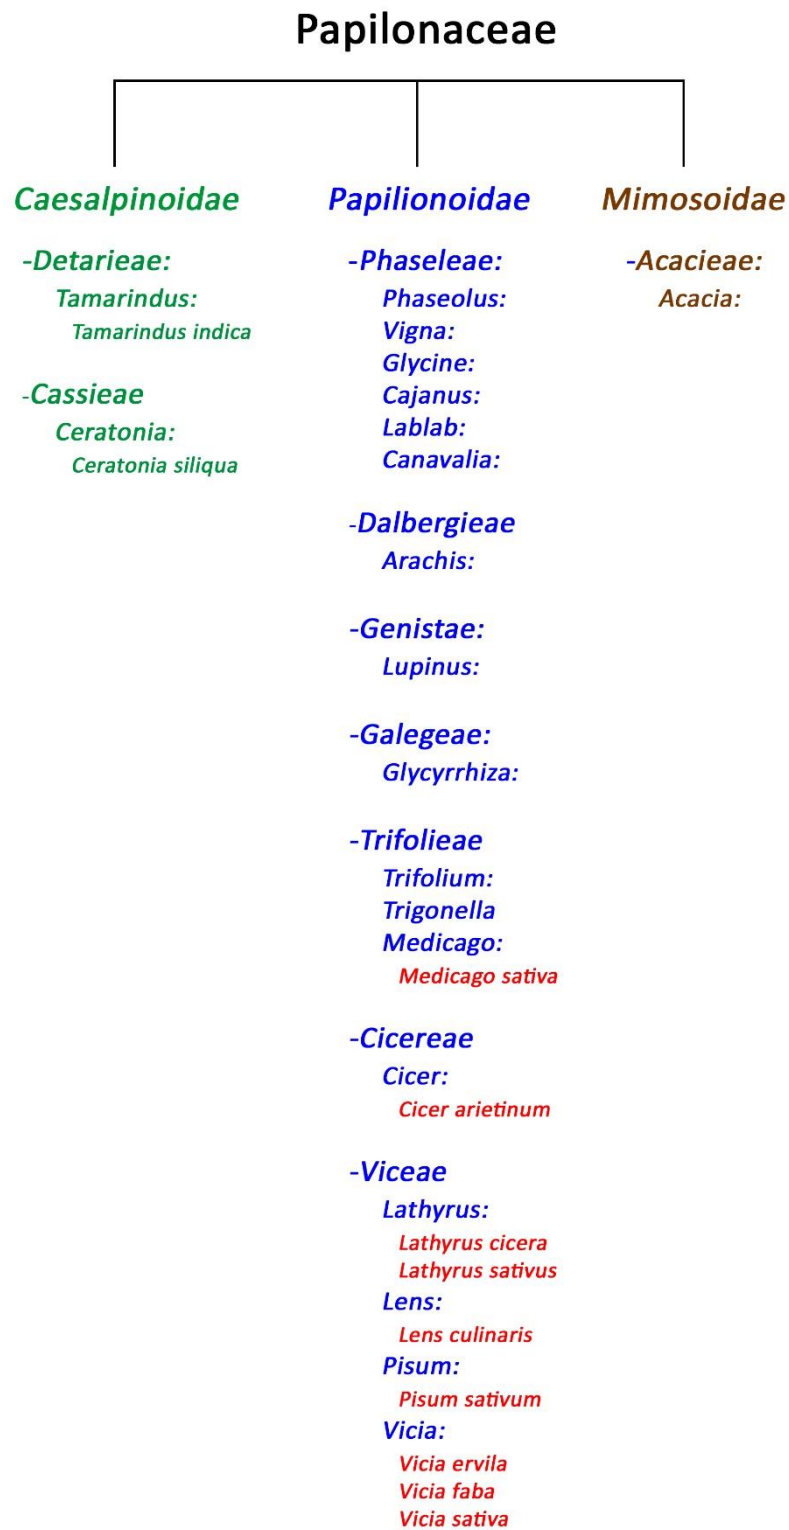 Papilonaceae
Caesalpinoidae
-Detarieae:
Tamarindus:
Tamarindus indica
-Cassieae
Ceratonia:
Ceratonia siliqua
Papilionoidae
-Phaseleae:
Phaseolus:
Vigna:
Glycine:
Cajanus:
Lablab:
Canavalia:
-Dalbergieae
Arachis:
-Genistae:
Lupinus:
-Galegeae:
Glycyrrhiza:
-Trifolieae
Trifolium:
Trigonella
Medicago:
Medicago sativa
-Cicereae
Cicer:
Cicer arietinum
-Viceae
Lathyrus:
Lathyrus cicera
Lathyrus sativus
Lens:
Lens culinaris
Pisum:
Pisum sativum
Vicia:
Vicia ervila
Vicia faba
Vicia sativa
Mimosoidae
-Acacieae:
Acacia: